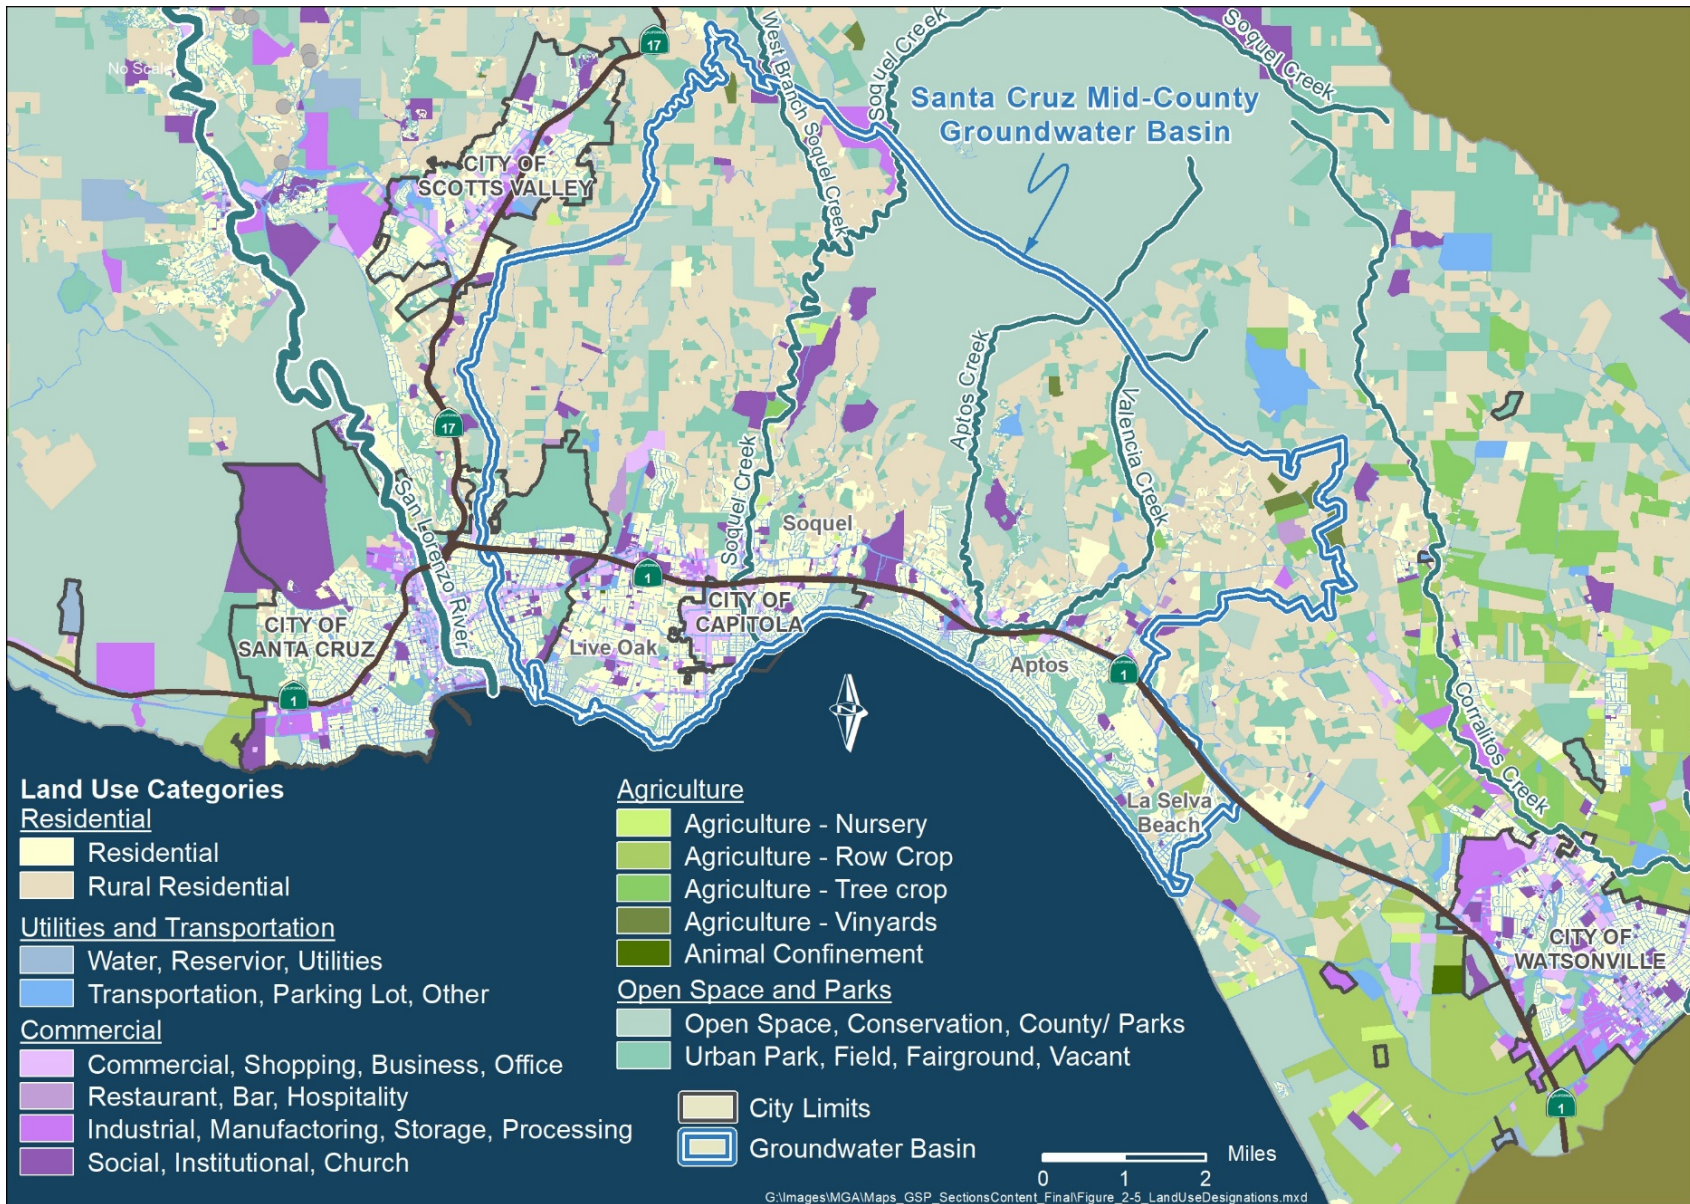 No Scale
17
West Branch Soquel Creek
Soquel Creek
Soquel Creek
Santa Cruz Mid-County
Groundwater Basin
CITY OF
SCOTTS VALLEY
17
Aptos Creek
Valencia Creek
Soquel Creek
Soquel
San Lorenzo River
1
CITY OF
SANTA CRUZ
CITY OF
CAPITOLA
Live Oak
Aptos
1
1
N
Corralitos Creek
La Selva
Beach
CITY OF
WATSONVILLE
1
Land Use Categories
Residential
Residential
Rural Residential
Utilities and Transportation
Water, Reservior, Utilities
Transportation, Parking Lot, Other
Commercial
Commercial, Shopping, Business, Office
Restaurant, Bar, Hospitality
Industrial, Manufactoring, Storage, Processing
Social, Institutional, Church
Agriculture
Agriculture - Nursery
Agriculture - Row Crop
Agriculture - Tree crop
Agriculture - Vinyards
Animal Confinement
Open Space and Parks
Open Space, Conservation, County/ Parks
Urban Park, Field, Fairground, Vacant
City Limits
Groundwater Basin
0 1 2 Miles
G:\Images\MGA\Maps_GSP_SectionsContent_Final\Figure_2-5_LandUseDesignations.mxd